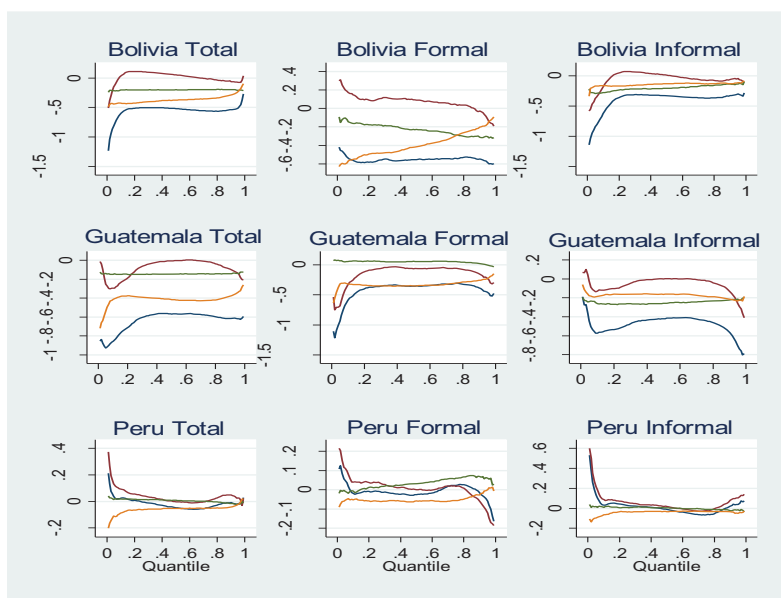 Bolivia Total
Bolivia Formal
Bolivia Informal
0
-.5
-1
-1.5
0 .2 .4 .6 .8 1
.4
.2
0
-.2
-.4
-.6
0 .2 .4 .6 .8 1
0
-.5
-1
-1.5
0 .2 .4 .6 .8 1
Guatemala Total
Guatemala Formal
Guatemala Informal
0
-.2
-.4
-.6
-.8
-1
0 .2 .4 .6 .8 1
0
-.5
-1
-1.5
0 .2 .4 .6 .8 1
.2
0
-.2
-.4
-.6
-.8
0 .2 .4 .6 .8 1
Peru Total
Peru Formal
Peru Informal
.4
.2
0
-.2
0 .2 .4 .6 .8 1
Quantile
.2
.1
0
-.1
-.2
0 .2 .4 .6 .8 1
Quantile
.6
.4
.2
0
-.2
0 .2 .4 .6 .8 1
Quantile